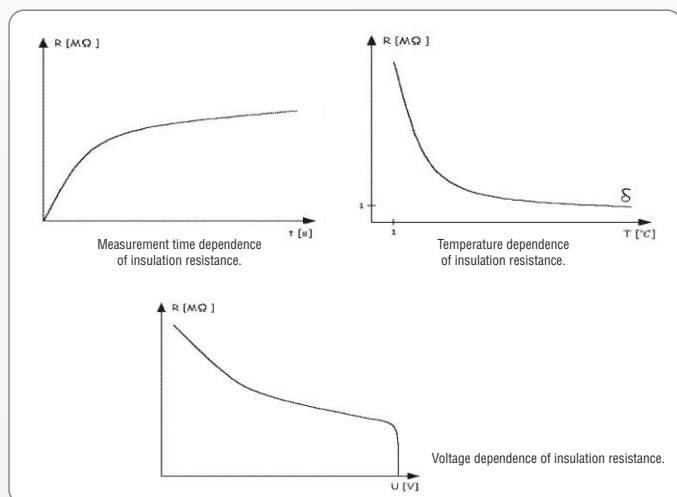 R [MΩ]
t [s]
Measurement time dependence
of insulation resistance.
R [MΩ]
δ
1
1
T [°C]
Temperature dependence
of insulation resistance.
R [MΩ]
U [V]
Voltage dependence of insulation resistance.